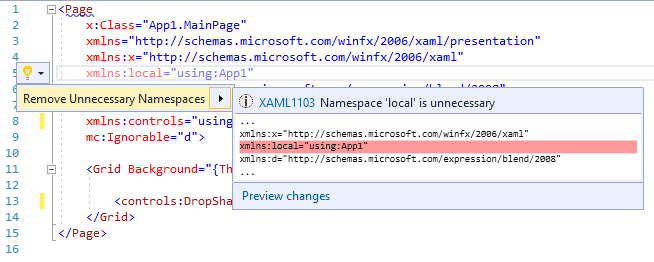 1 <Page
2 x:Class="App1.MainPage"
3 xmlns="http://schemas.microsoft.com/winfx/2006/xaml/presentation"
4 xmlns:x="http://schemas.microsoft.com/winfx/2006/xaml"
5 xmlns:local="using:App1"
Remove Unnecessary Namespaces
XAML1103 Namespace 'local' is unnecessary
...
xmlns:x="http://schemas.microsoft.com/winfx/2006/xaml"
xmlns:local="using:App1"
xmlns:d="http://schemas.microsoft.com/expression/blend/2008"
...
Preview changes
8 xmlns:controls="using
9 mc:Ignorable="d">
10
11 <Grid Background="{Th
12
13 <controls:DropSha
14 </Grid>
15 </Page>
16